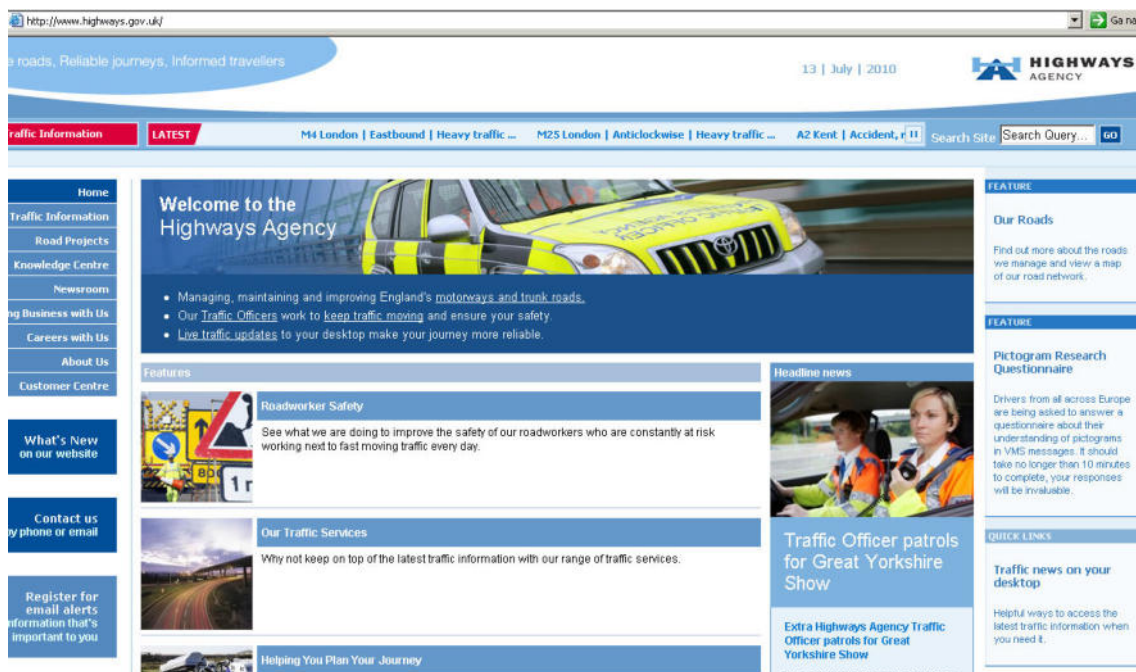 http://www.highways.gov.uk/
Ga na
e roads, Reliable journeys, Informed travellers
13 | July | 2010
HIGHWAYS
AGENCY
raffic Information
LATEST
M4 London | Eastbound | Heavy traffic ...
M25 London | Anticlockwise | Heavy traffic ...
A2 Kent | Accident, r
Search Site
Search Query...
GO
Home
Traffic Information
Road Projects
Knowledge Centre
Newsroom
ng Business with Us
Careers with Us
About Us
Customer Centre
What's New
on our website
Contact us
by phone or email
Register for
email alerts
nformation that's
important to you
Welcome to the
Highways Agency
TRAFFIC OFFICER
• Managing, maintaining and improving England's motorways and trunk roads.
• Our Traffic Officers work to keep traffic moving and ensure your safety.
• Live traffic updates to your desktop make your journey more reliable.
Features
Roadworker Safety
See what we are doing to improve the safety of our roadworkers who are constantly at risk
working next to fast moving traffic every day.
800
1 m
Our Traffic Services
Why not keep on top of the latest traffic information with our range of traffic services.
Helping You Plan Your Journey
Headline news
Traffic Officer patrols
for Great Yorkshire
Show
Extra Highways Agency Traffic
Officer patrols for Great
Yorkshire Show
FEATURE
Our Roads
Find out more about the roads
we manage and view a map
of our road network.
FEATURE
Pictogram Research
Questionnaire
Drivers from all across Europe
are being asked to answer a
questionnaire about their
understanding of pictograms
in VMS messages. It should
take no longer than 10 minutes
to complete, your responses
will be invaluable.
QUICK LINKS
Traffic news on your
desktop
Helpful ways to access the
latest traffic information when
you need it.